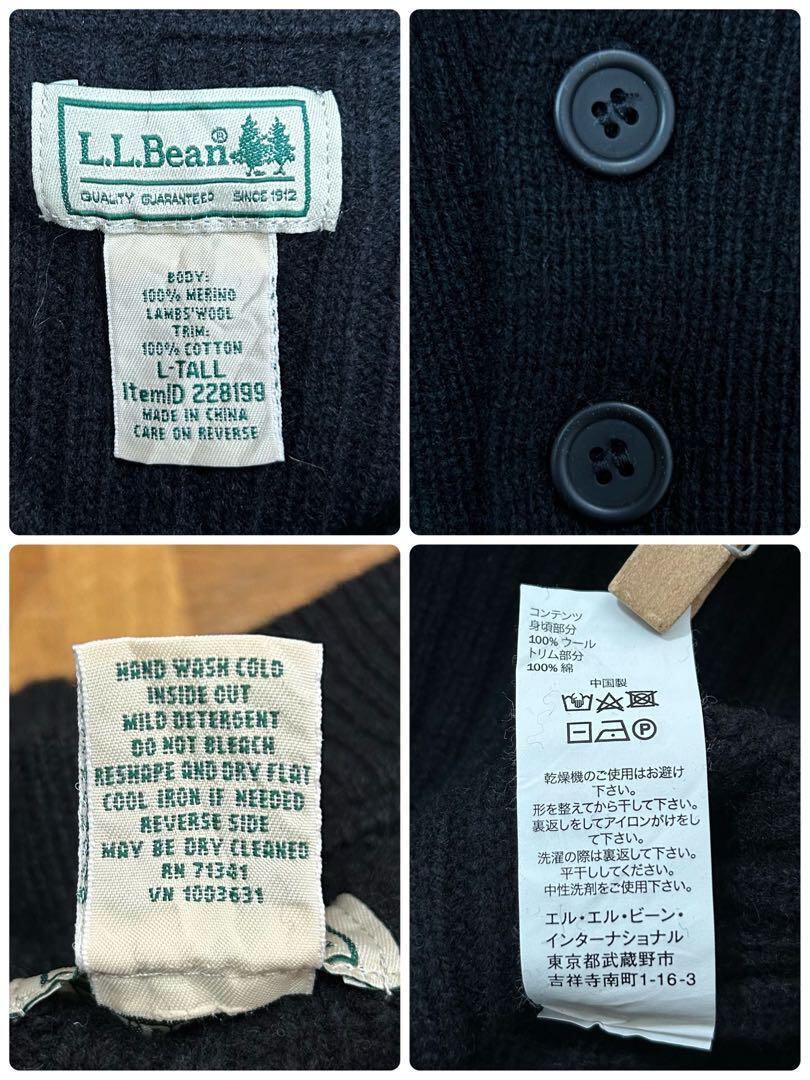 L.L.Bean®
QUALITY GUARANTEED SINCE 1912
BODY:
100% MERINO
LAMBS'WOOL
TRIM:
100% COTTON
L-TALL
ItemID 228199
MADE IN CHINA
CARE ON REVERSE
HAND WASH COLD
INSIDE OUT
MILD DETERGENT
DO NOT BLEACH
RESHAPE AND DRY FLAT
COOL IRON IF NEEDED
REVERSE SIDE
MAY BE DRY CLEANED
RN 71341
VN 1003631
コンテンツ
身頃部分
100% ウール
トリム部分
100% 綿
中国製
P
乾燥機のご使用はお避け
下さい。
形を整えてから干して下さい。
裏返しをしてアイロンがけをし
て下さい。
洗濯の際は裏返して下さい。
平干ししてください。
中性洗剤をご使用下さい。
エル・エル・ビーン・
インターナショナル
東京都武蔵野市
吉祥寺南町1-16-3